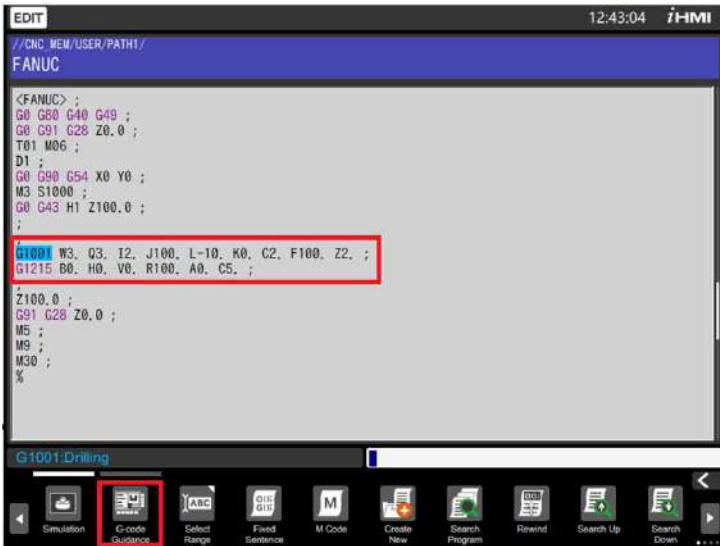 EDIT
12:43:04 iHMI
//CNC_MEM/USER/PATH1/
FANUC
<FANUC> ;
G0 G80 G40 G49 ;
G0 G91 G28 Z0.0 ;
T01 M06 ;
D1 ;
G0 G90 G54 X0 Y0 ;
M3 S1000 ;
G0 G43 H1 Z100.0 ;
;
;
G1001 W3. Q3. I2. J100. L-10. K0. C2. F100. Z2. ;
G1215 B0. H0. V0. R100. A0. C5. ;
;
Z100.0 ;
G91 G28 Z0.0 ;
M5 ;
M9 ;
M30 ;
%
G1001:Drilling
Simulation
G-code Guidance
Select Range
Fixed Sentence
M Code
Create New
Search Program
Rewind
Search Up
Search Down